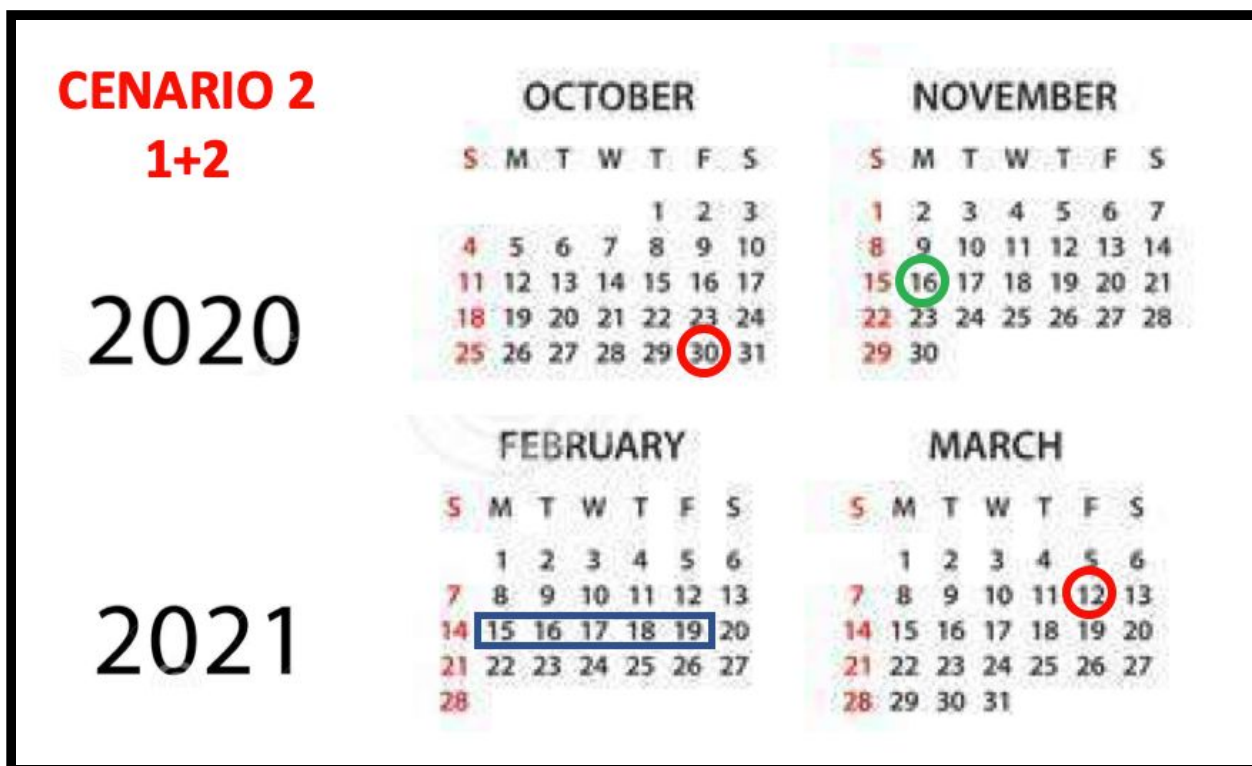 CENARIO 2
1+2
2020
OCTOBER
S M T W T F S
1 2 3
4 5 6 7 8 9 10
11 12 13 14 15 16 17
18 19 20 21 22 23 24
25 26 27 28 29 30 31
NOVEMBER
S M T W T F S
1 2 3 4 5 6 7
8 9 10 11 12 13 14
15 16 17 18 19 20 21
22 23 24 25 26 27 28
29 30
2021
FEBRUARY
S M T W T F S
1 2 3 4 5 6
7 8 9 10 11 12 13
14 15 16 17 18 19 20
21 22 23 24 25 26 27
28
MARCH
S M T W T F S
1 2 3 4 5 6
7 8 9 10 11 12 13
14 15 16 17 18 19 20
21 22 23 24 25 26 27
28 29 30 31